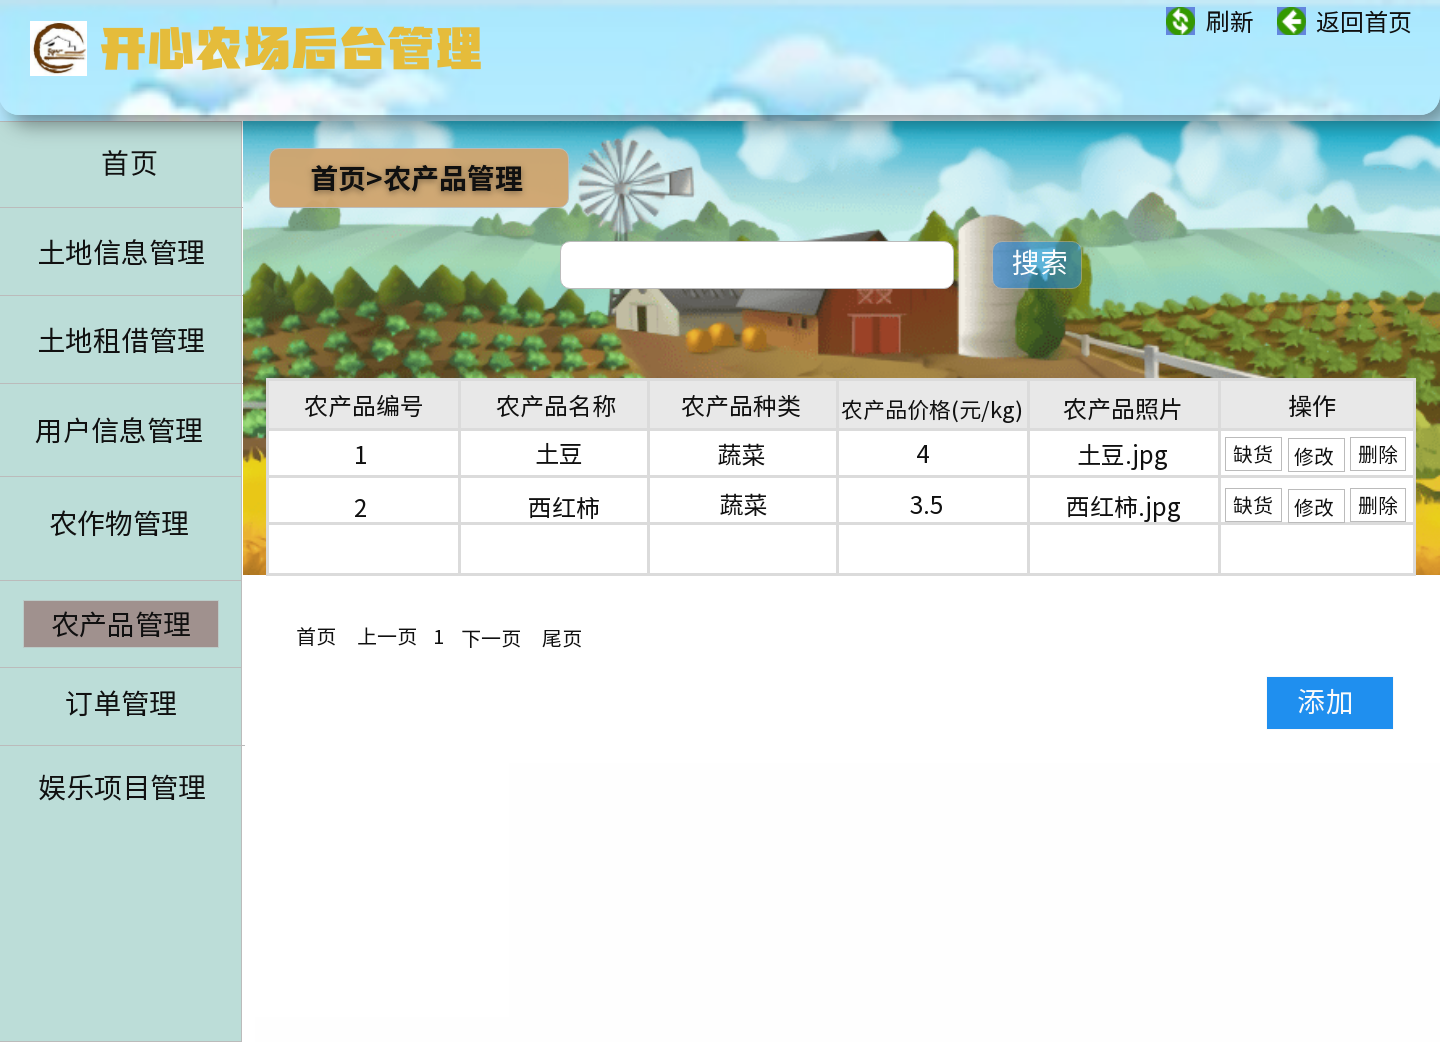 开心农场后台管理
刷新
返回首页
首页
土地信息管理
土地租借管理
用户信息管理
农作物管理
农产品管理
订单管理
娱乐项目管理
首页>农产品管理
搜索
农产品编号 农产品名称 农产品种类 农产品价格(元/kg) 农产品照片 操作
1 土豆 蔬菜 4 土豆.jpg 缺货 修改 删除
2 西红柿 蔬菜 3.5 西红柿.jpg 缺货 修改 删除
首页 上一页 1 下一页 尾页
添加